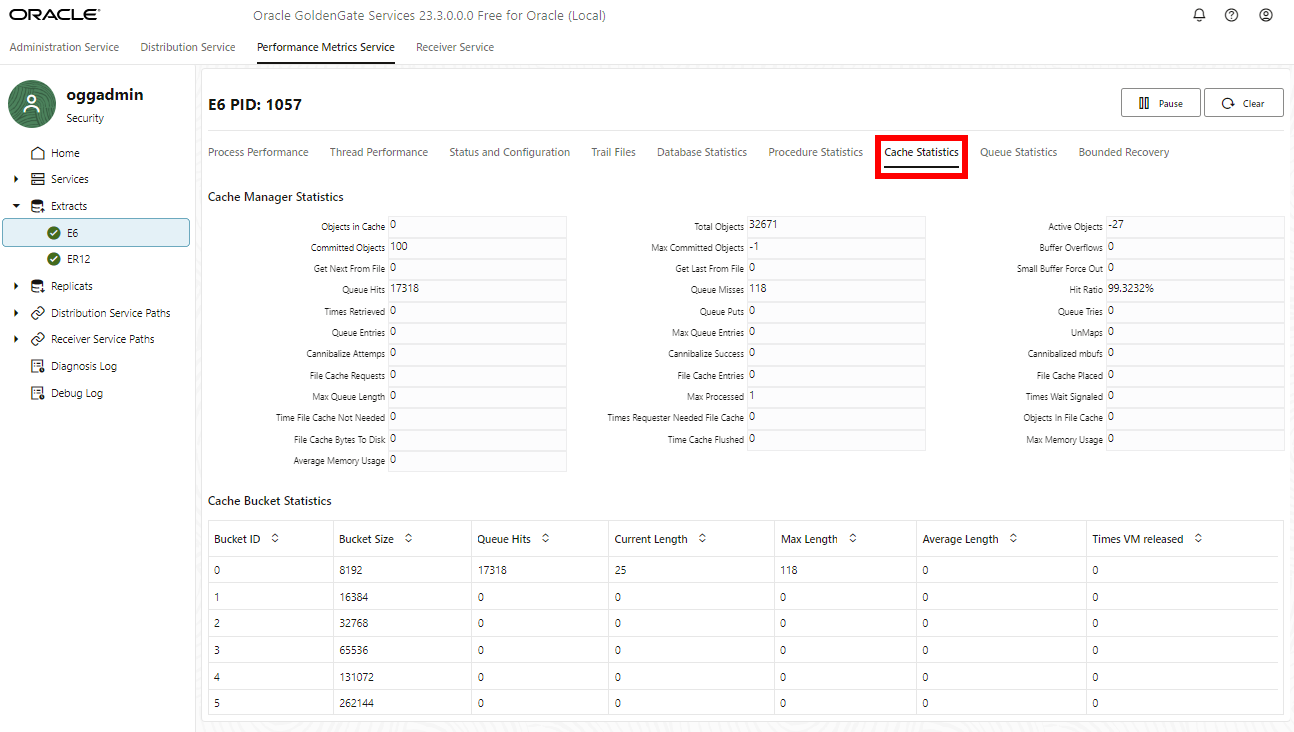 ORACLE
Oracle GoldenGate Services 23.3.0.0.0 Free for Oracle (Local)
Administration Service Distribution Service Performance Metrics Service Receiver Service
oggadmin
Security
Home
Services
Extracts
E6
ER12
Replicats
Distribution Service Paths
Receiver Service Paths
Diagnosis Log
Debug Log
E6 PID: 1057
Pause Clear
Process Performance Thread Performance Status and Configuration Trail Files Database Statistics Procedure Statistics Cache Statistics Queue Statistics Bounded Recovery
Cache Manager Statistics
Objects in Cache 0 Total Objects 32671 Active Objects -27
Committed Objects 100 Max Committed Objects -1 Buffer Overflows 0
Get Next From File 0 Get Last From File 0 Small Buffer Force Out 0
Queue Hits 17318 Queue Misses 118 Hit Ratio 99.3232%
Times Retrieved 0 Queue Puts 0 Queue Tries 0
Queue Entries 0 Max Queue Entries 0 UnMaps 0
Cannibalize Attemps 0 Cannibalize Success 0 Cannibalized mbufs 0
File Cache Requests 0 File Cache Entries 0 File Cache Placed 0
Max Queue Length 0 Max Processed 1 Times Wait Signaled 0
Time File Cache Not Needed 0 Times Requester Needed File Cache 0 Objects In File Cache 0
File Cache Bytes To Disk 0 Time Cache Flushed 0 Max Memory Usage 0
Average Memory Usage 0
Cache Bucket Statistics
Bucket ID Bucket Size Queue Hits Current Length Max Length Average Length Times VM released
0 8192 17318 25 118 0 0
1 16384 0 0 0 0 0
2 32768 0 0 0 0 0
3 65536 0 0 0 0 0
4 131072 0 0 0 0 0
5 262144 0 0 0 0 0